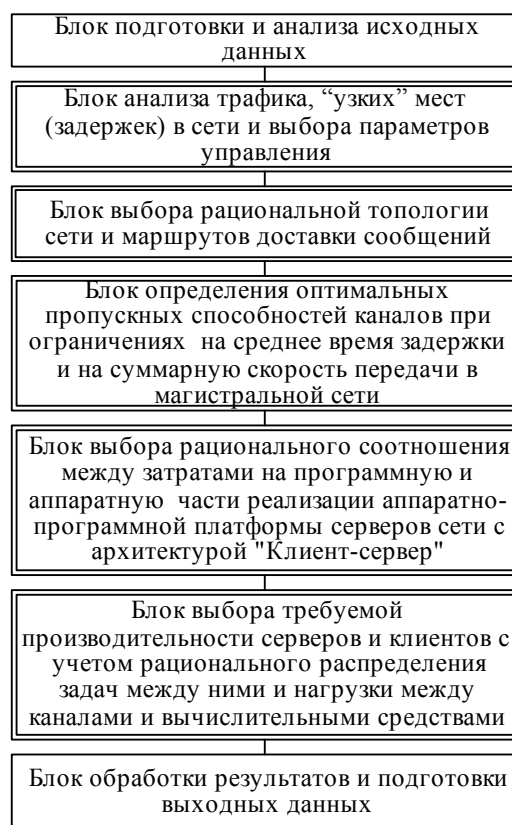 Блок подготовки и анализа исходных
данных
Блок анализа трафика, “узких” мест
(задержек) в сети и выбора параметров
управления
Блок выбора рациональной топологии
сети и маршрутов доставки сообщений
Блок определения оптимальных
пропускных способностей каналов при
ограничениях на среднее время задержки
и на суммарную скорость передачи в
магистральной сети
Блок выбора рационального соотношения
между затратами на программную и
аппаратную части реализации аппаратно-
программной платформы серверов сети с
архитектурой "Клиент-сервер"
Блок выбора требуемой
производительности серверов и клиентов с
учетом рационального распределения
задач между ними и нагрузки между
каналами и вычислительными средствами
Блок обработки результатов и подготовки
выходных данных